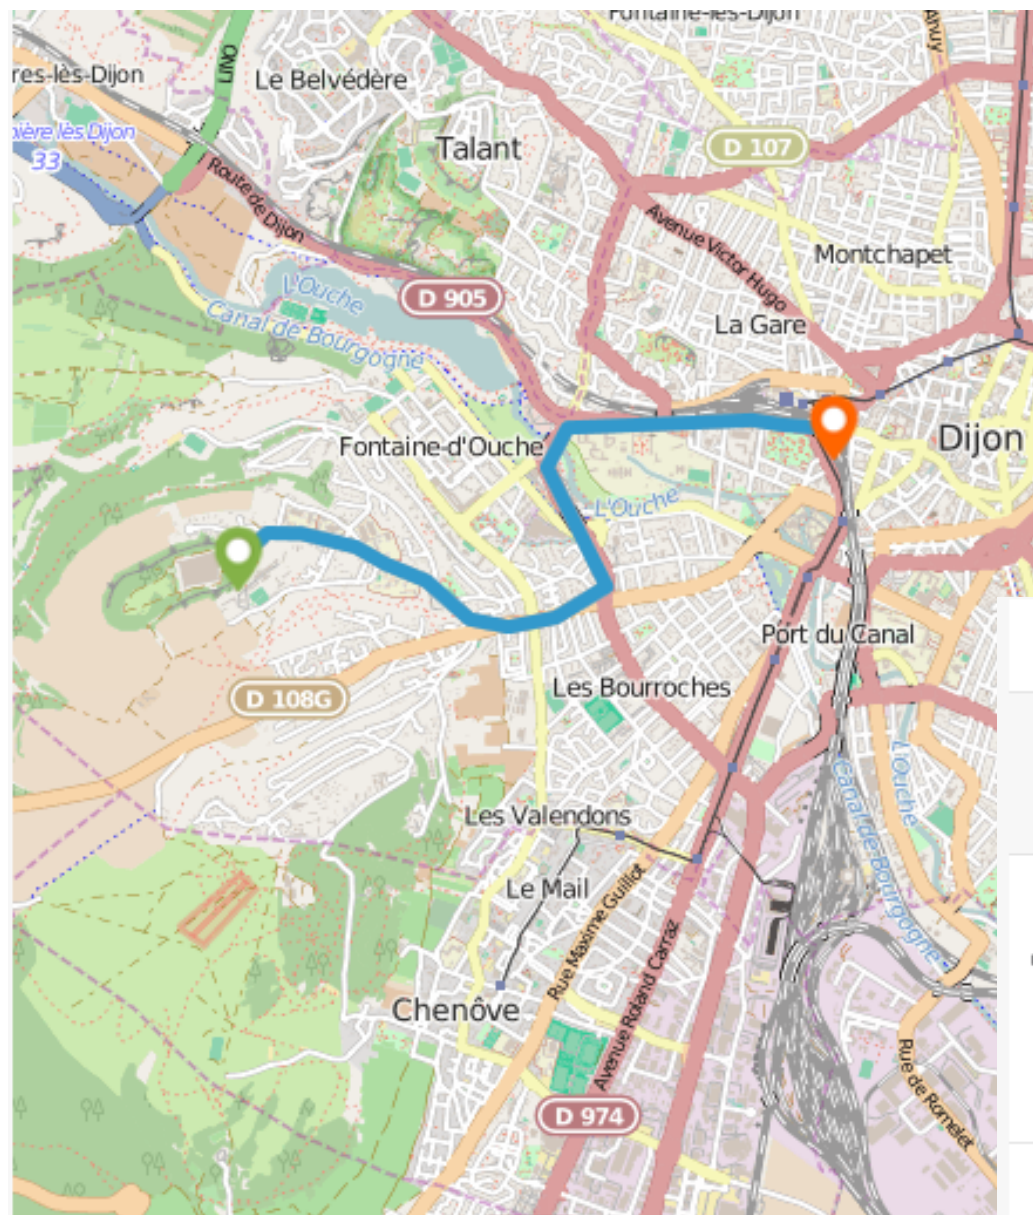 Fontaine-lès-Dijon
Ahuy
LINO
res-lès-Dijon
Le Belvédère
nière lès Dijon
33
Talant
D 107
Route de Dijon
Avenue Victor Hugo
Montchapet
L'Ouche
D 905
Canal de Bourgogne
La Gare
Fontaine-d'Ouche
Dijon
L'Ouche
Port du Canal
D 108G
Les Bourroches
L'Ouche
Canal de Bourgogne
Les Valendons
Le Mail
Rue Maxime Guillot
Avenue Roland Carraz
Chenôve
Rue de Romelet
D 974